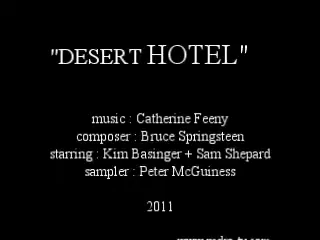 "DESERT HOTEL"
music : Catherine Feeny
composer : Bruce Springsteen
starring : Kim Basinger + Sam Shepard
sampler : Peter McGuiness
2011